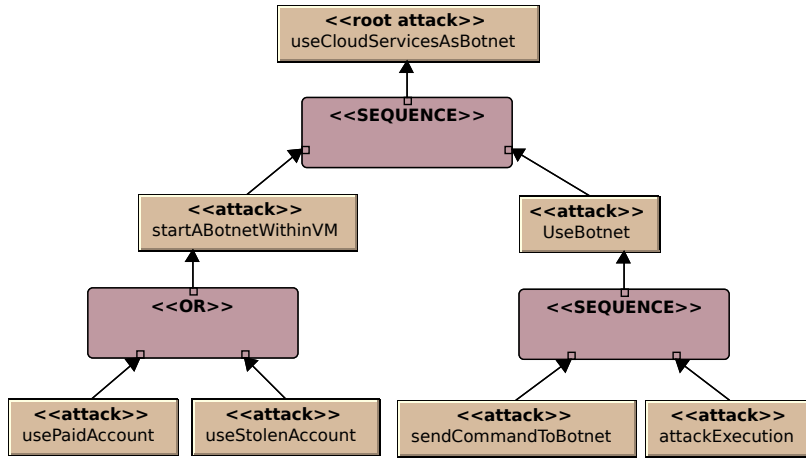 <<root attack>>
useCloudServicesAsBotnet
<<SEQUENCE>>
<<attack>>
startABotnetWithinVM
<<attack>>
UseBotnet
<<OR>>
<<SEQUENCE>>
<<attack>>
usePaidAccount
<<attack>>
useStolenAccount
<<attack>>
sendCommandToBotnet
<<attack>>
attackExecution